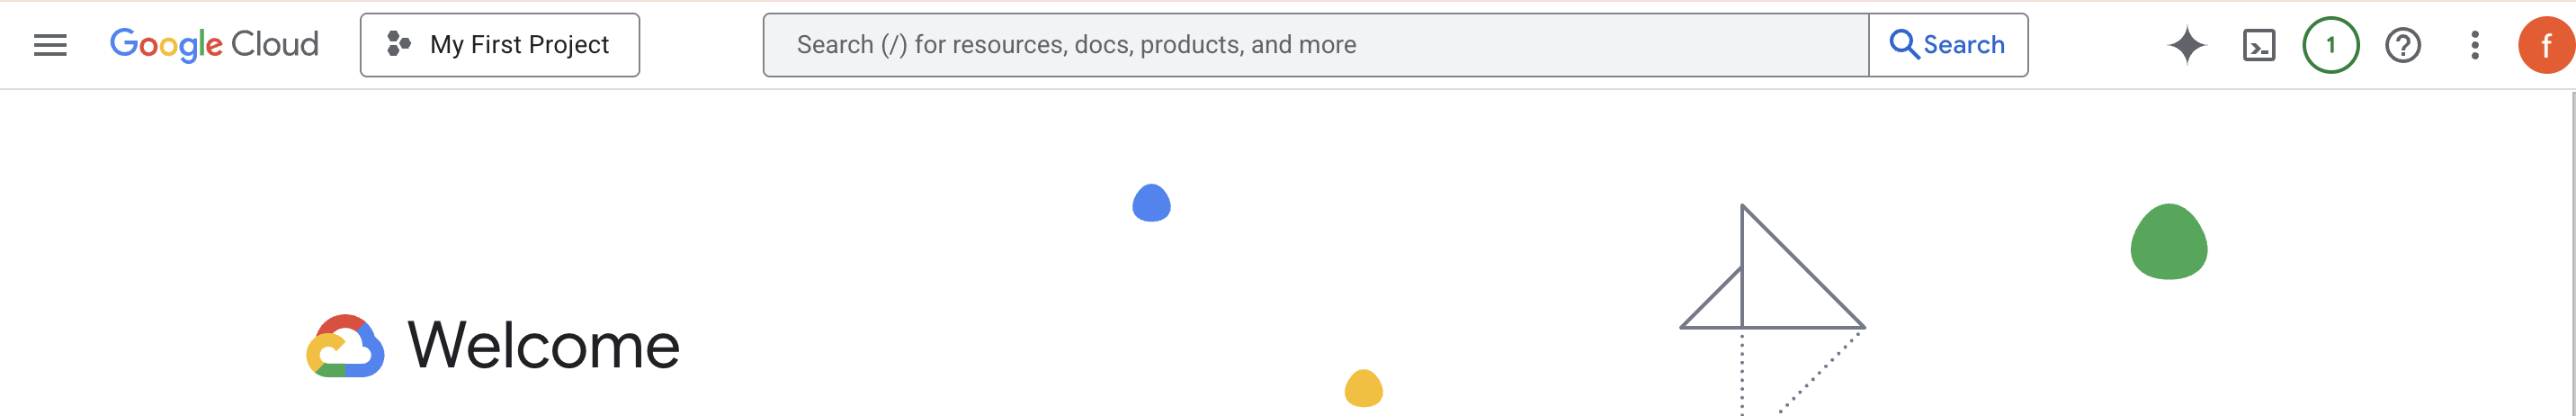 Google Cloud
My First Project
Search (/) for resources, docs, products, and more
Search
1
f
Welcome